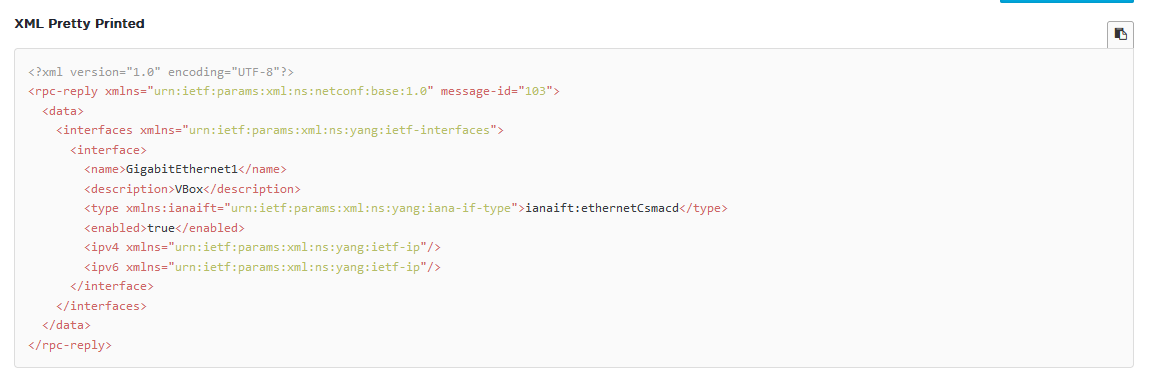 XML Pretty Printed
<?xml version="1.0" encoding="UTF-8"?>
<rpc-reply xmlns="urn:ietf:params:xml:ns:netconf:base:1.0" message-id="103">
  <data>
    <interfaces xmlns="urn:ietf:params:xml:ns:yang:ietf-interfaces">
      <interface>
        <name>GigabitEthernet1</name>
        <description>VBox</description>
        <type xmlns:ianaift="urn:ietf:params:xml:ns:yang:iana-if-type">ianaift:ethernetCsmacd</type>
        <enabled>true</enabled>
        <ipv4 xmlns="urn:ietf:params:xml:ns:yang:ietf-ip"/>
        <ipv6 xmlns="urn:ietf:params:xml:ns:yang:ietf-ip"/>
      </interface>
    </interfaces>
  </data>
</rpc-reply>